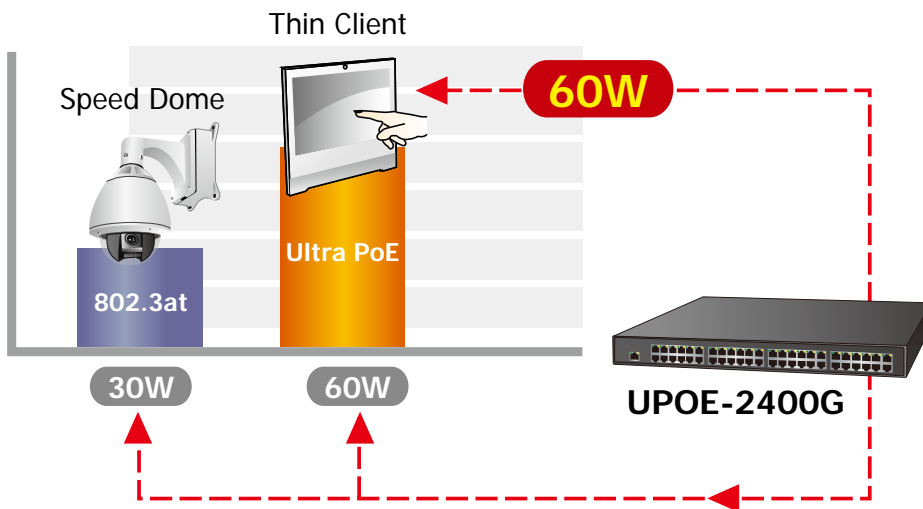 Thin Client
60W
Speed Dome
Ultra PoE
802.3at
30W
60W
UPOE-2400G